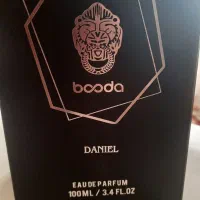 booda
DANIEL
EAU DE PARFUM
100ML / 3.4 FL.OZ